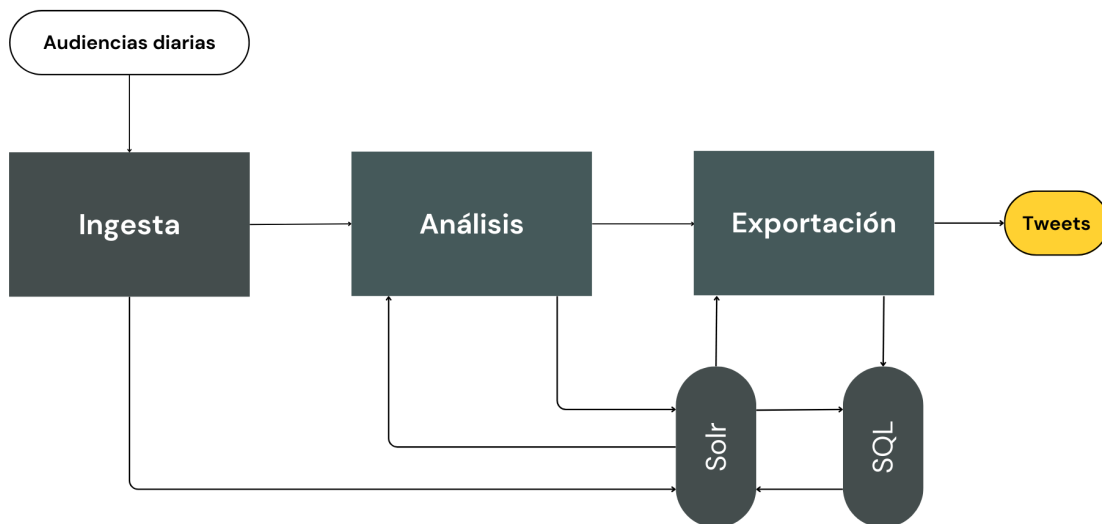 Audiencias diarias
Ingesta
Análisis
Exportación
Tweets
Solr
SQL